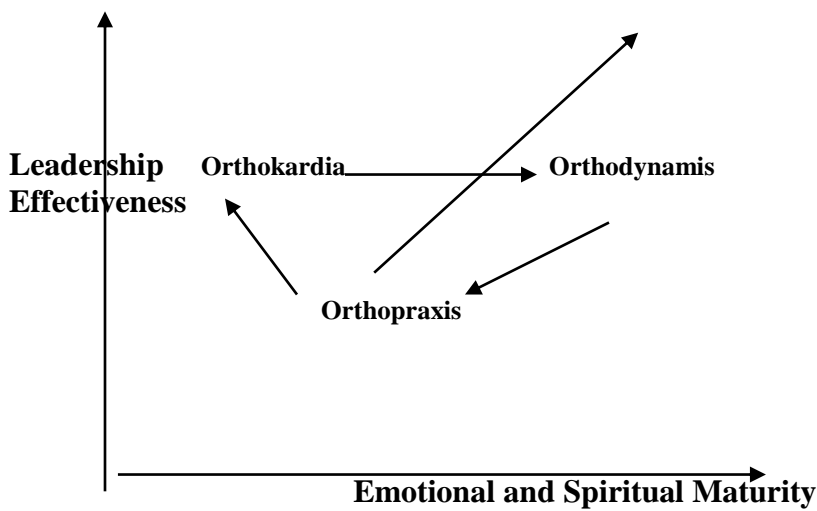 Leadership
Effectiveness
Orthokardia
Orthodynamis
Orthopraxis
Emotional and Spiritual Maturity